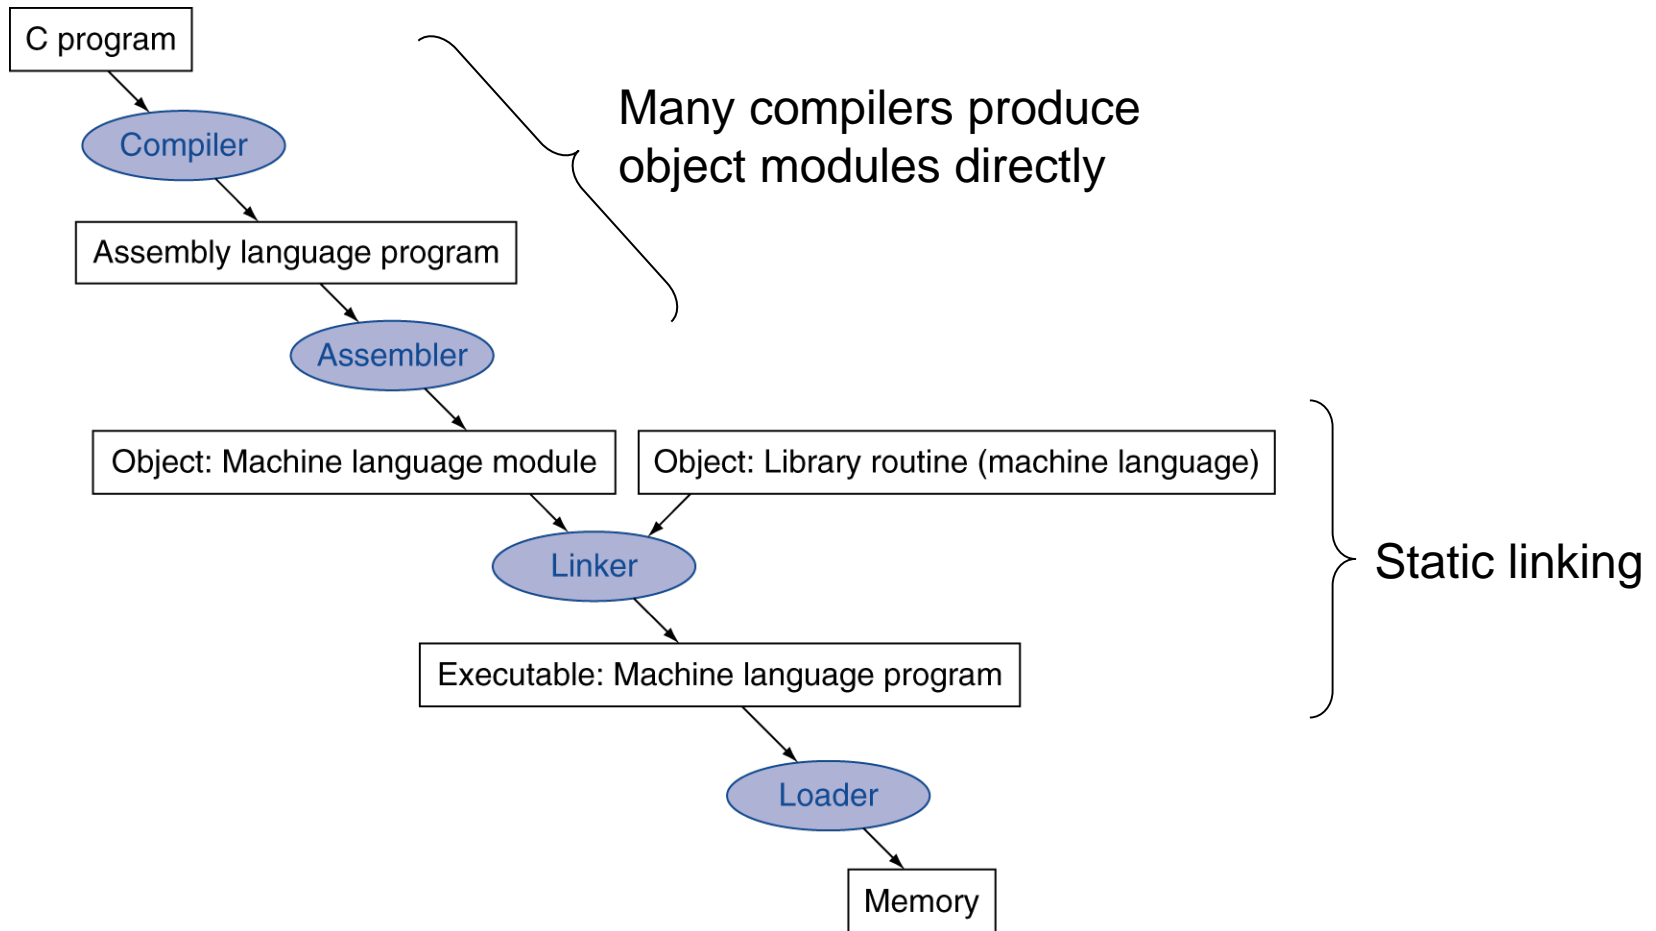 C program
Many compilers produce
object modules directly
Compiler
Assembly language program
Assembler
Object: Machine language module
Object: Library routine (machine language)
Linker
Static linking
Executable: Machine language program
Loader
Memory